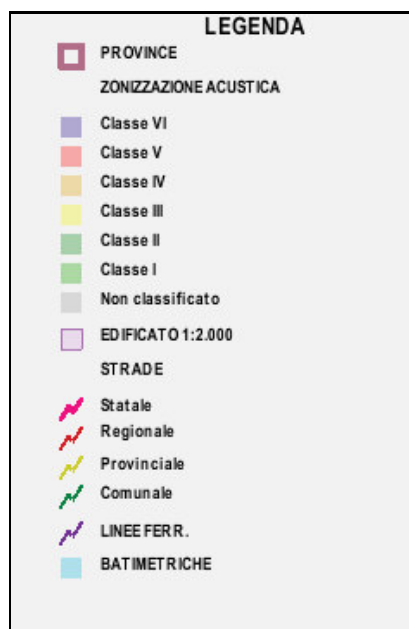 LEGENDA
PROVINCE
ZONIZZAZIONE ACUSTICA
Classe VI
Classe V
Classe IV
Classe III
Classe II
Classe I
Non classificato
EDIFICATO 1:2.000
STRADE
Statale
Regionale
Provinciale
Comunale
LINEE FERR.
BATIMETRICHE